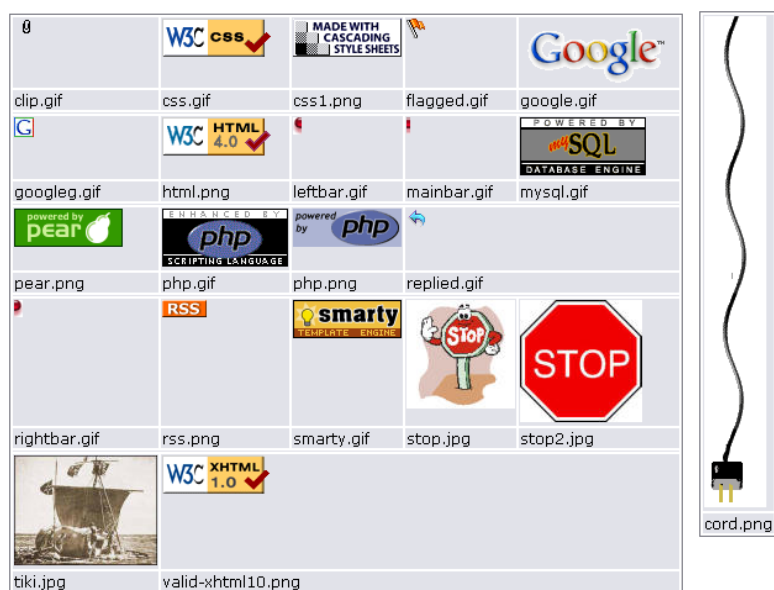 W3C css
MADE WITH
CASCADING
STYLE SHEETS
Google™
clip.gif
css.gif
css1.png
flagged.gif
google.gif
G
W3C HTML
4.0
POWERED BY
mySQL
DATABASE ENGINE
googleg.gif
html.png
leftbar.gif
mainbar.gif
mysql.gif
powered by
pear
ENHANCED BY
php
SCRIPTING LANGUAGE
powered
by php
pear.png
php.gif
php.png
replied.gif
RSS
smarty
TEMPLATE ENGINE
STOP
STOP
rightbar.gif
rss.png
smarty.gif
stop.jpg
stop2.jpg
W3C XHTML
1.0
tiki.jpg
valid-xhtml10.png
cord.png